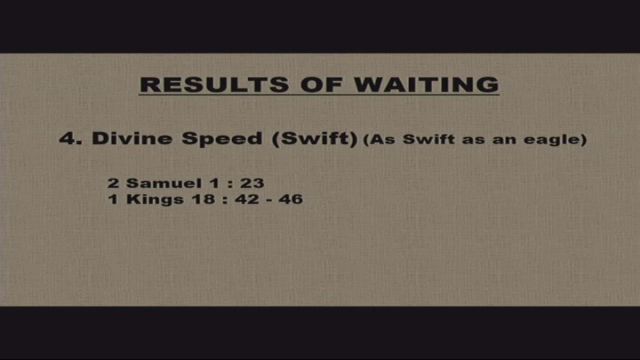 RESULTS OF WAITING
4. Divine Speed (Swift) (As Swift as an eagle)
2 Samuel 1 : 23
1 Kings 18 : 42 - 46